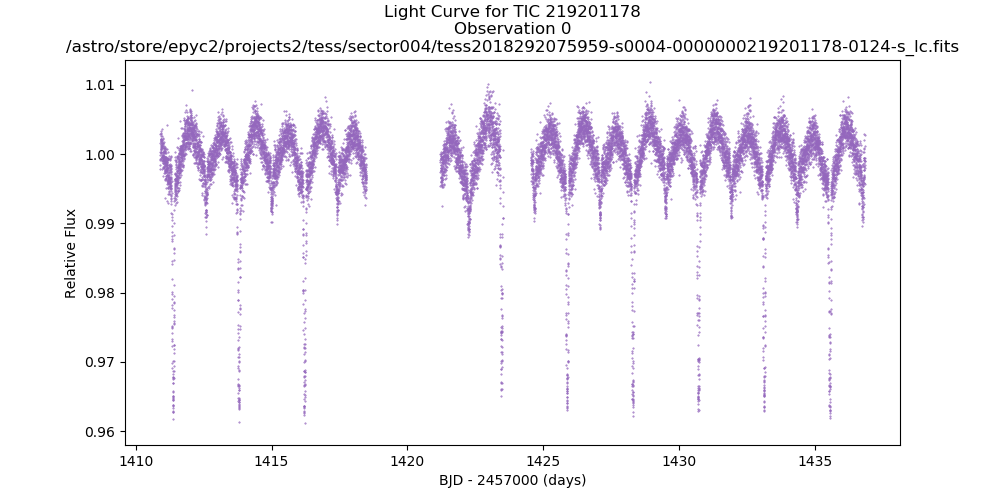 Light Curve for TIC 219201178
Observation 0
/astro/store/epyc2/projects2/tess/sector004/tess2018292075959-s0004-0000000219201178-0124-s_lc.fits
1.01
1.00
0.99
0.98
0.97
0.96
Relative Flux
1410
1415
1420
1425
1430
1435
BJD - 2457000 (days)